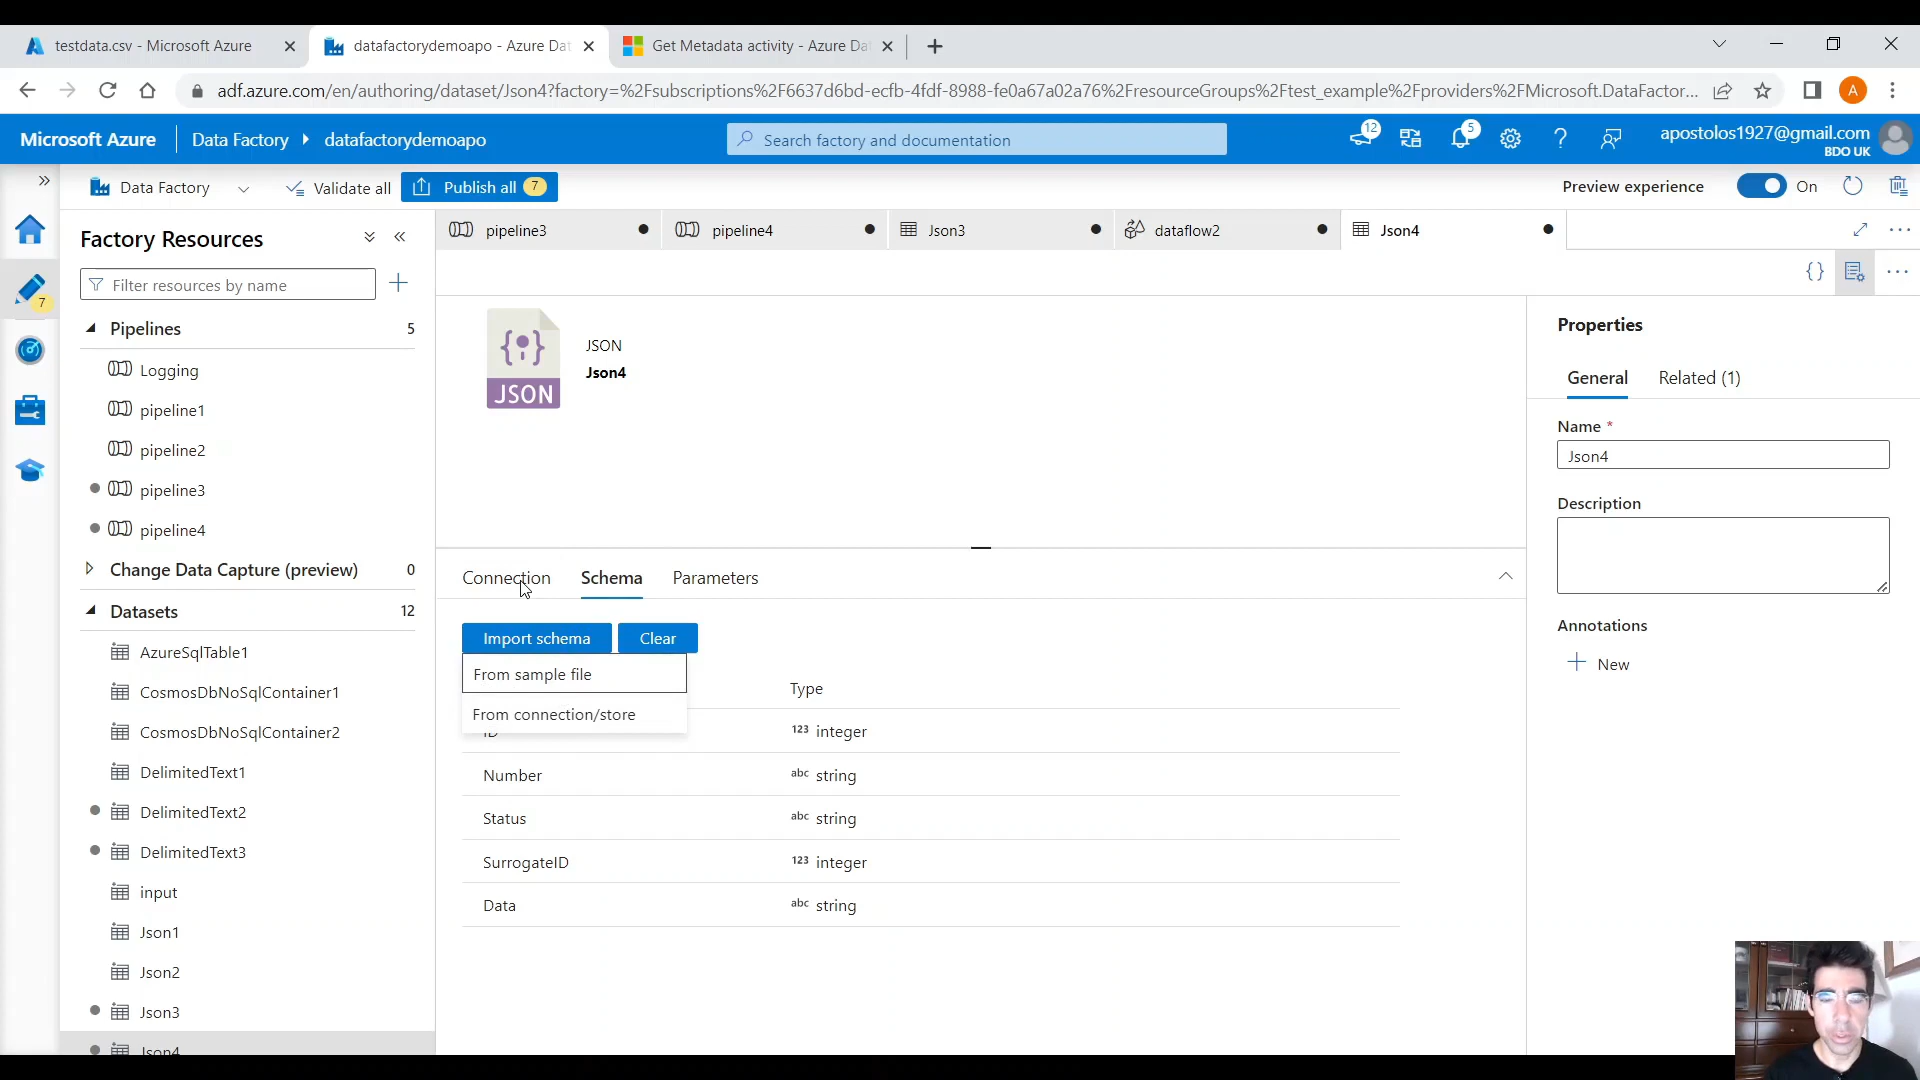 testdata.csv - Microsoft Azure
datafactorydemoapo - Azure Dat
Get Metadata activity - Azure Dat
adf.azure.com/en/authoring/dataset/Json4?factory=%2Fsubscriptions%2F6637d6bd-ecfb-4fdf-8988-fe0a67a02a76%2FresourceGroups%2Ftest_example%2Fproviders%2FMicrosoft.DataFactor...
A
Microsoft Azure
Data Factory
datafactorydemoapo
Search factory and documentation
12
5
?
apostolos1927@gmail.com
BDO UK
Data Factory
Validate all
Publish all 7
Preview experience
On
7
Factory Resources
Filter resources by name
Pipelines 5
Logging
pipeline1
pipeline2
pipeline3
pipeline4
Change Data Capture (preview) 0
Datasets 12
AzureSqlTable1
CosmosDbNoSqlContainer1
CosmosDbNoSqlContainer2
DelimitedText1
DelimitedText2
DelimitedText3
input
Json1
Json2
Json3
Json4
pipeline3
pipeline4
Json3
dataflow2
Json4
{}
JSON
JSON
Json4
Connection
Schema
Parameters
Import schema
Clear
From sample file
From connection/store
Type
ID 123 integer
Number abc string
Status abc string
SurrogateID 123 integer
Data abc string
Properties
General
Related (1)
Name *
Json4
Description
Annotations
New